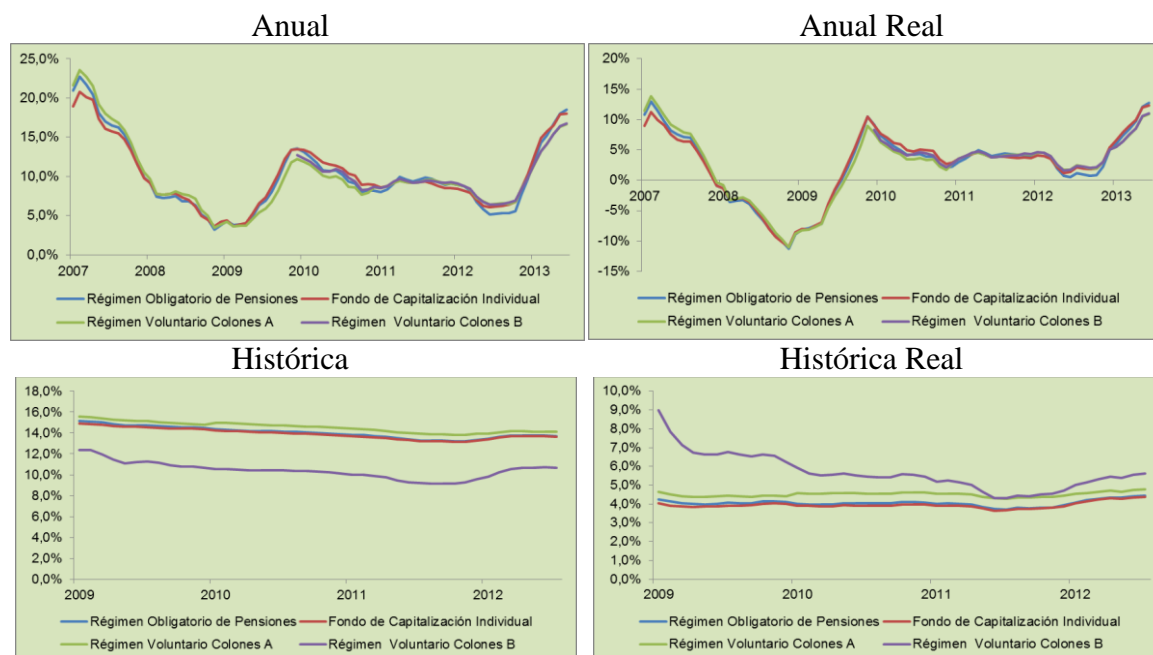 Anual
25,0%
20,0%
15,0%
10,0%
5,0%
0,0%
2007 2008 2009 2010 2011 2012 2013
Régimen Obligatorio de Pensiones Fondo de Capitalización Individual
Régimen Voluntario Colones A Régimen Voluntario Colones B
Anual Real
20%
15%
10%
5%
0%
-5%
-10%
-15%
2007 2008 2009 2010 2011 2012 2013
Régimen Obligatorio de Pensiones Fondo de Capitalización Individual
Régimen Voluntario Colones A Régimen Voluntario Colones B
Histórica
18,0%
16,0%
14,0%
12,0%
10,0%
8,0%
6,0%
4,0%
2,0%
0,0%
2009 2010 2011 2012
Régimen Obligatorio de Pensiones Fondo de Capitalización Individual
Régimen Voluntario Colones A Régimen Voluntario Colones B
Histórica Real
10,0%
9,0%
8,0%
7,0%
6,0%
5,0%
4,0%
3,0%
2,0%
1,0%
0,0%
2009 2010 2011 2012
Régimen Obligatorio de Pensiones Fondo de Capitalización Individual
Régimen Voluntario Colones A Régimen Voluntario Colones B